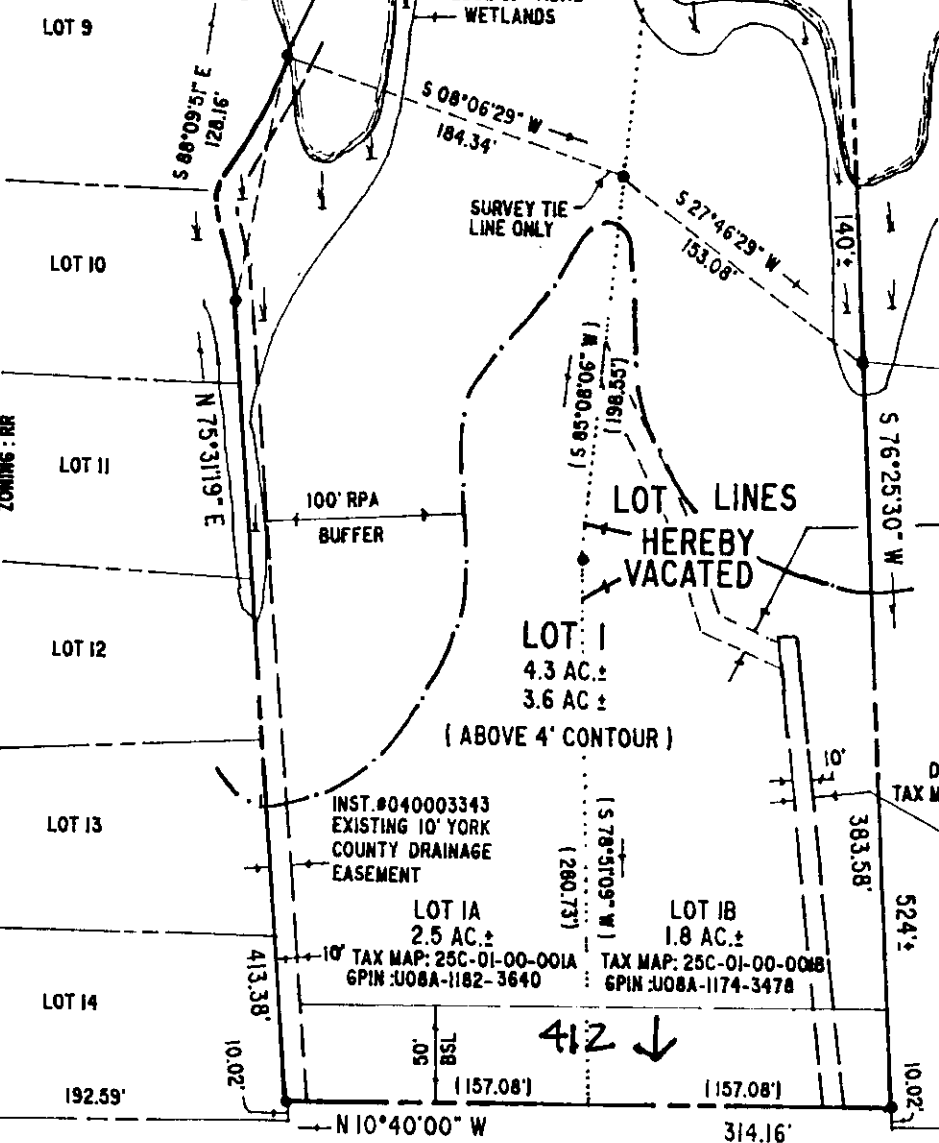 LOT 9
WETLANDS
S 88°09'51" E
128.16'
S 08°06'29" W
184.34'
SURVEY TIE
LINE ONLY
S 27°46'29" W
153.08'
140'±
LOT 10
N 75°31'19" E
(S 85°08'06" W)
(198.55')
S 76°25'30" W
ZONING : RR
LOT 11
100' RPA
BUFFER
LOT LINES
HEREBY
VACATED
LOT 12
LOT 1
4.3 AC.±
3.6 AC ±
( ABOVE 4' CONTOUR )
10'
D
TAX M
LOT 13
INST.#040003343
EXISTING 10' YORK
COUNTY DRAINAGE
EASEMENT
(S 78°51'09" W)
(280.73')
383.58'
524'±
LOT 1A
2.5 AC.±
TAX MAP: 25C-01-00-001A
GPIN :U08A-1182-3640
LOT 1B
1.8 AC.±
TAX MAP: 25C-01-00-001B
GPIN :U08A-1174-3478
10'
413.38'
LOT 14
50'
BSL
412
10.02'
10.02'
192.59'
(157.08')
(157.08')
N 10°40'00" W
314.16'